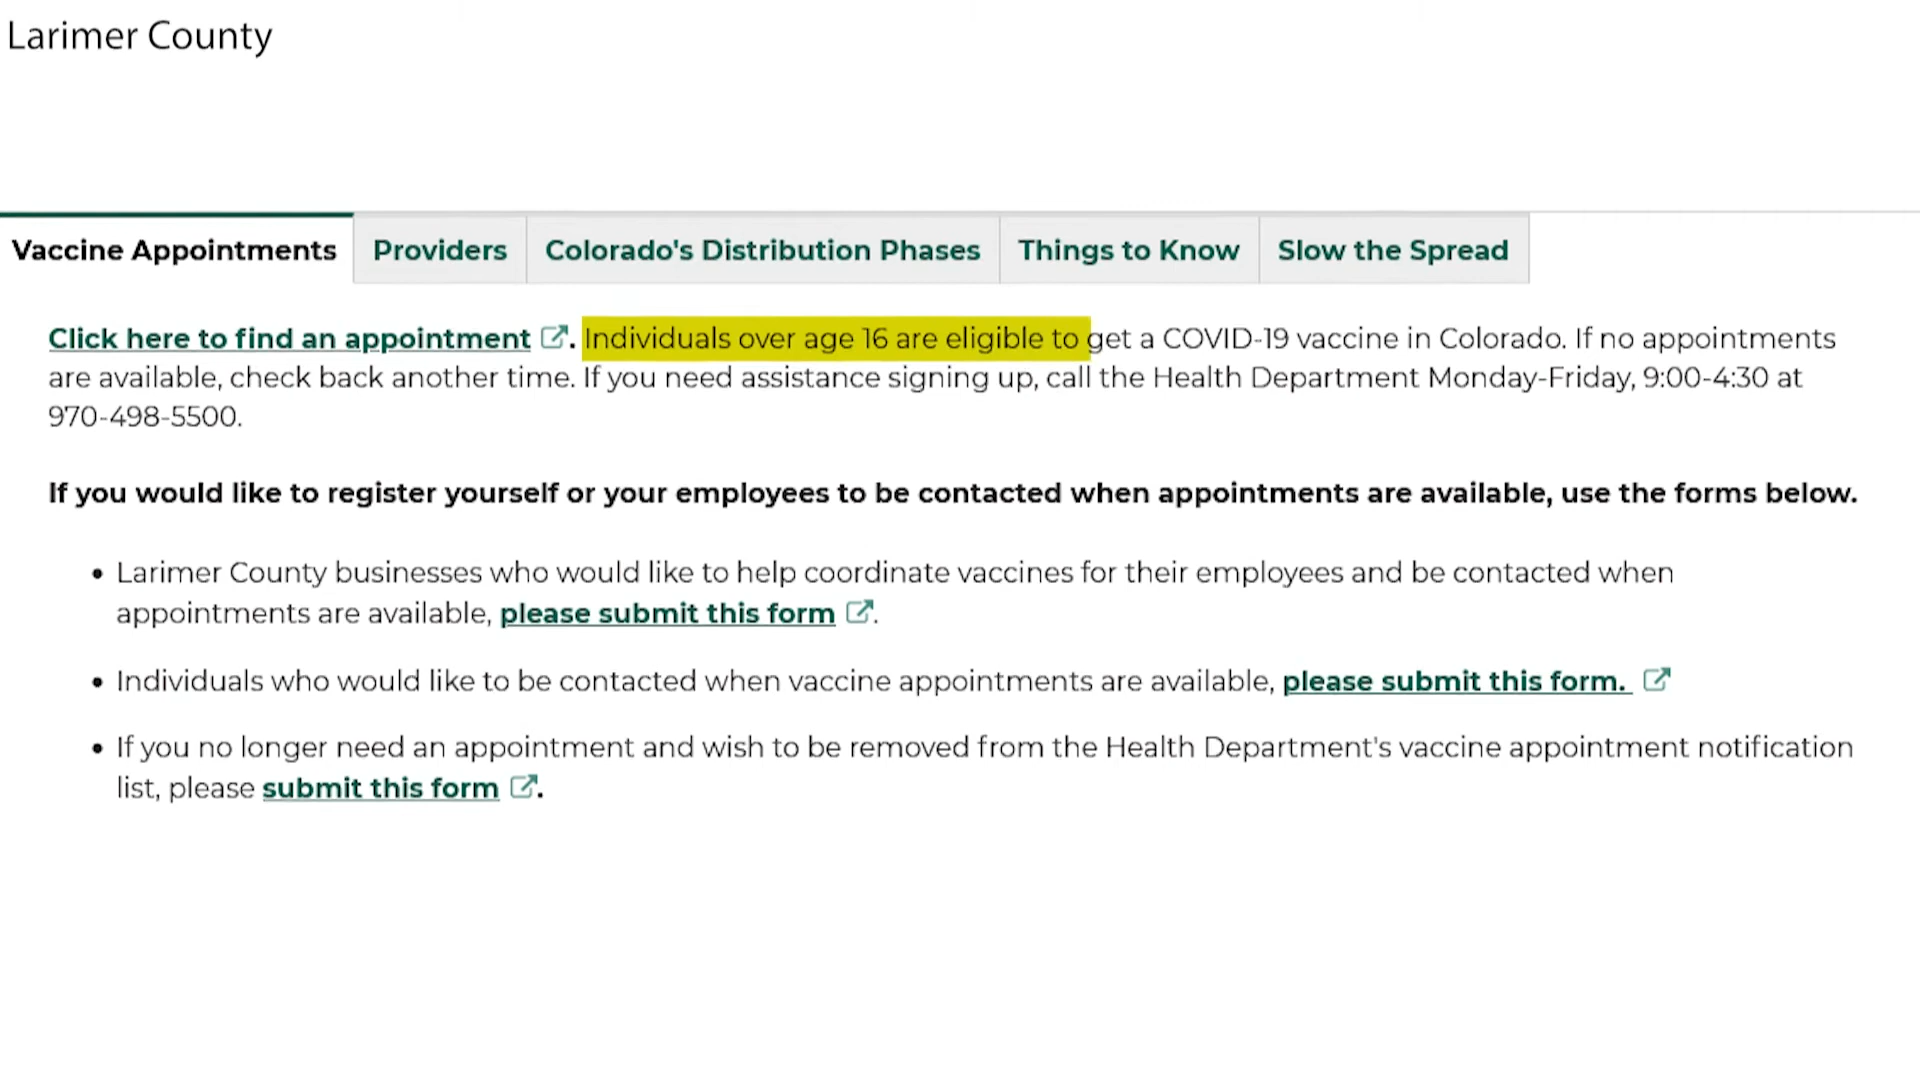 Larimer County
Vaccine Appointments Providers Colorado's Distribution Phases Things to Know Slow the Spread
Click here to find an appointment. Individuals over age 16 are eligible to get a COVID-19 vaccine in Colorado. If no appointments
are available, check back another time. If you need assistance signing up, call the Health Department Monday-Friday, 9:00-4:30 at
970-498-5500.
If you would like to register yourself or your employees to be contacted when appointments are available, use the forms below.
• Larimer County businesses who would like to help coordinate vaccines for their employees and be contacted when
appointments are available, please submit this form.
• Individuals who would like to be contacted when vaccine appointments are available, please submit this form.
• If you no longer need an appointment and wish to be removed from the Health Department's vaccine appointment notification
list, please submit this form.